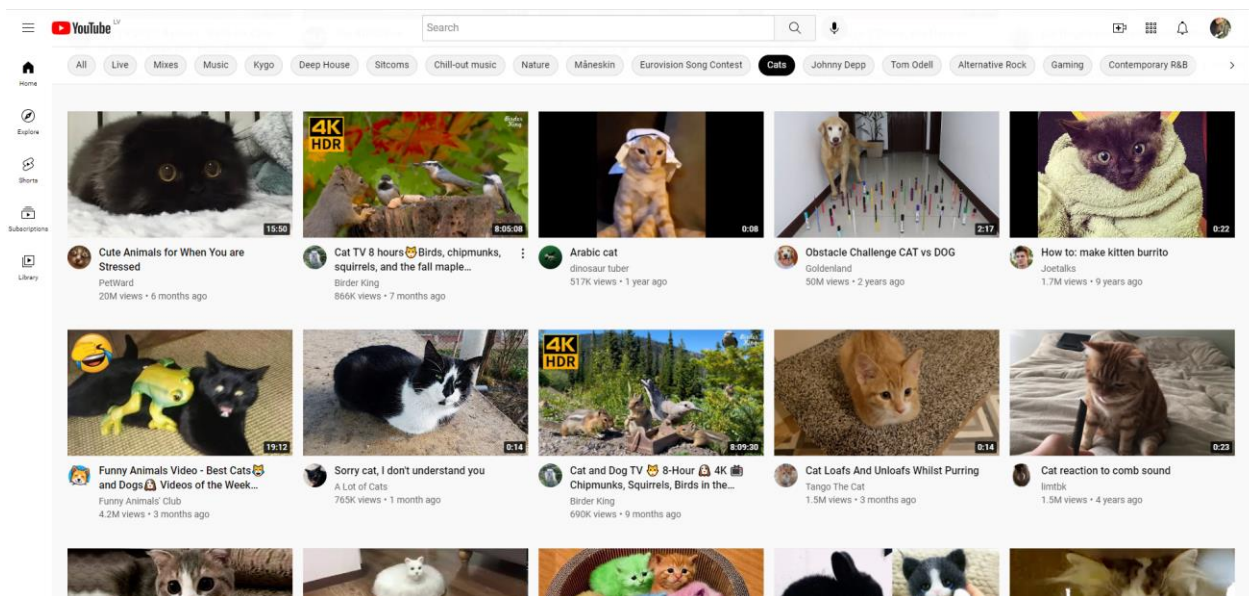 YouTube LV
Search
All Live Mixes Music Kygo Deep House Sitcoms Chill-out music Nature Måneskin Eurovision Song Contest Cats Johnny Depp Tom Odell Alternative Rock Gaming Contemporary R&B
Home
Explore
Shorts
Subscriptions
Library
15:50
4K
HDR
Birder
King
8:05:08
0:08
2:17
0:22
Cute Animals for When You are
Stressed
PetWard
20M views • 6 months ago
Cat TV 8 hours🐱Birds, chipmunks,
squirrels, and the fall maple...
Birder King
866K views • 7 months ago
Arabic cat
dinosaur tuber
517K views • 1 year ago
Obstacle Challenge CAT vs DOG
Goldenland
50M views • 2 years ago
How to: make kitten burrito
Joetalks
1.7M views • 9 years ago
19:12
0:14
4K
HDR
Birder
King
8:09:30
0:14
0:23
Funny Animals Video - Best Cats😹
and Dogs🐶 Videos of the Week...
Funny Animals' Club
4.2M views • 3 months ago
Sorry cat, I don't understand you
A Lot of Cats
765K views • 1 month ago
Cat and Dog TV 🐱 8-Hour 🐶 4K 📺
Chipmunks, Squirrels, Birds in the...
Birder King
690K views • 9 months ago
Cat Loafs And Unloafs Whilst Purring
Tango The Cat
1.5M views • 3 months ago
Cat reaction to comb sound
limtbk
1.5M views • 4 years ago